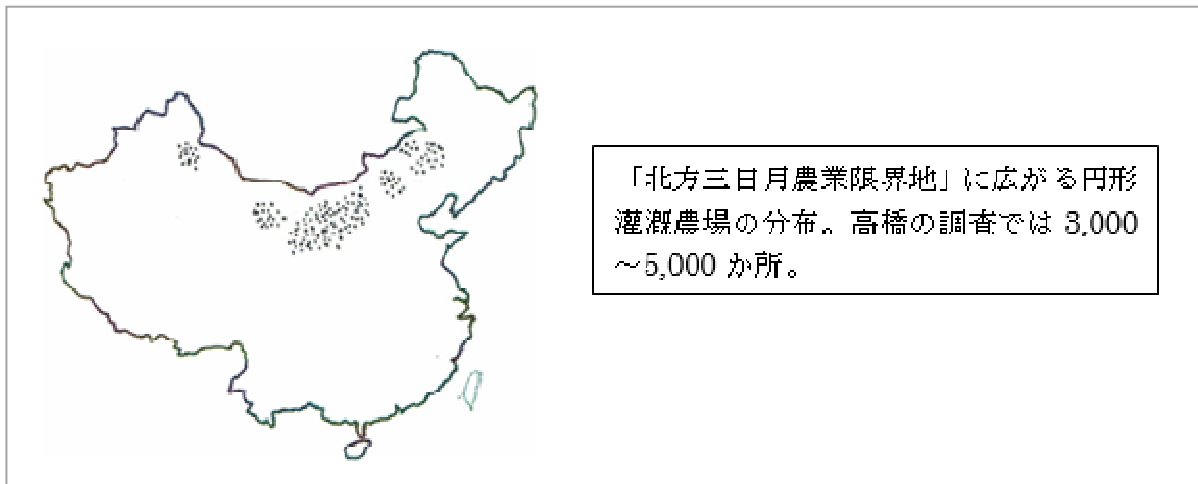 「北方三日月農業限界地」に広がる円形
灌漑農場の分布。高橋の調査では 3,000
～5,000 か所。